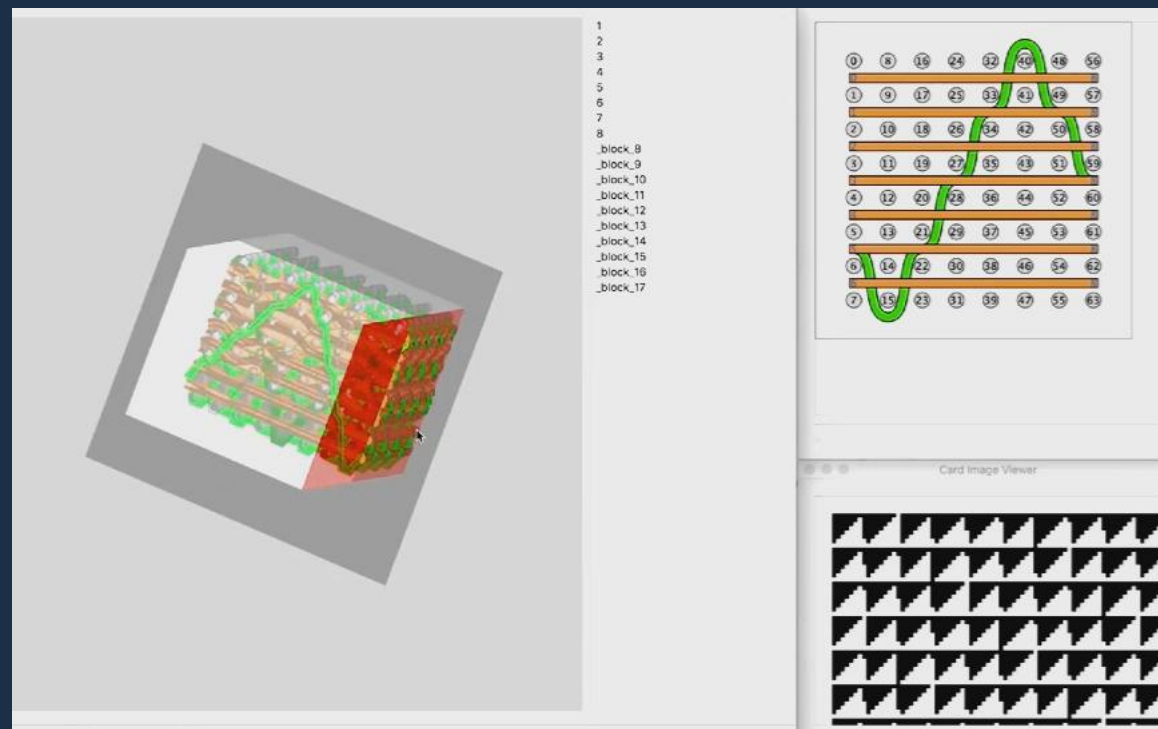 1
2
3
4
5
6
7
8
_block_8
_block_9
_block_10
_block_11
_block_12
_block_13
_block_14
_block_15
_block_16
_block_17
0 8 16 24 32 40 48 56
1 9 17 25 33 41 49 57
2 10 18 26 34 42 50 58
3 11 19 27 35 43 51 59
4 12 20 28 36 44 52 60
5 13 21 29 37 45 53 61
6 14 22 30 38 46 54 62
7 15 23 31 39 47 55 63
Card Image Viewer